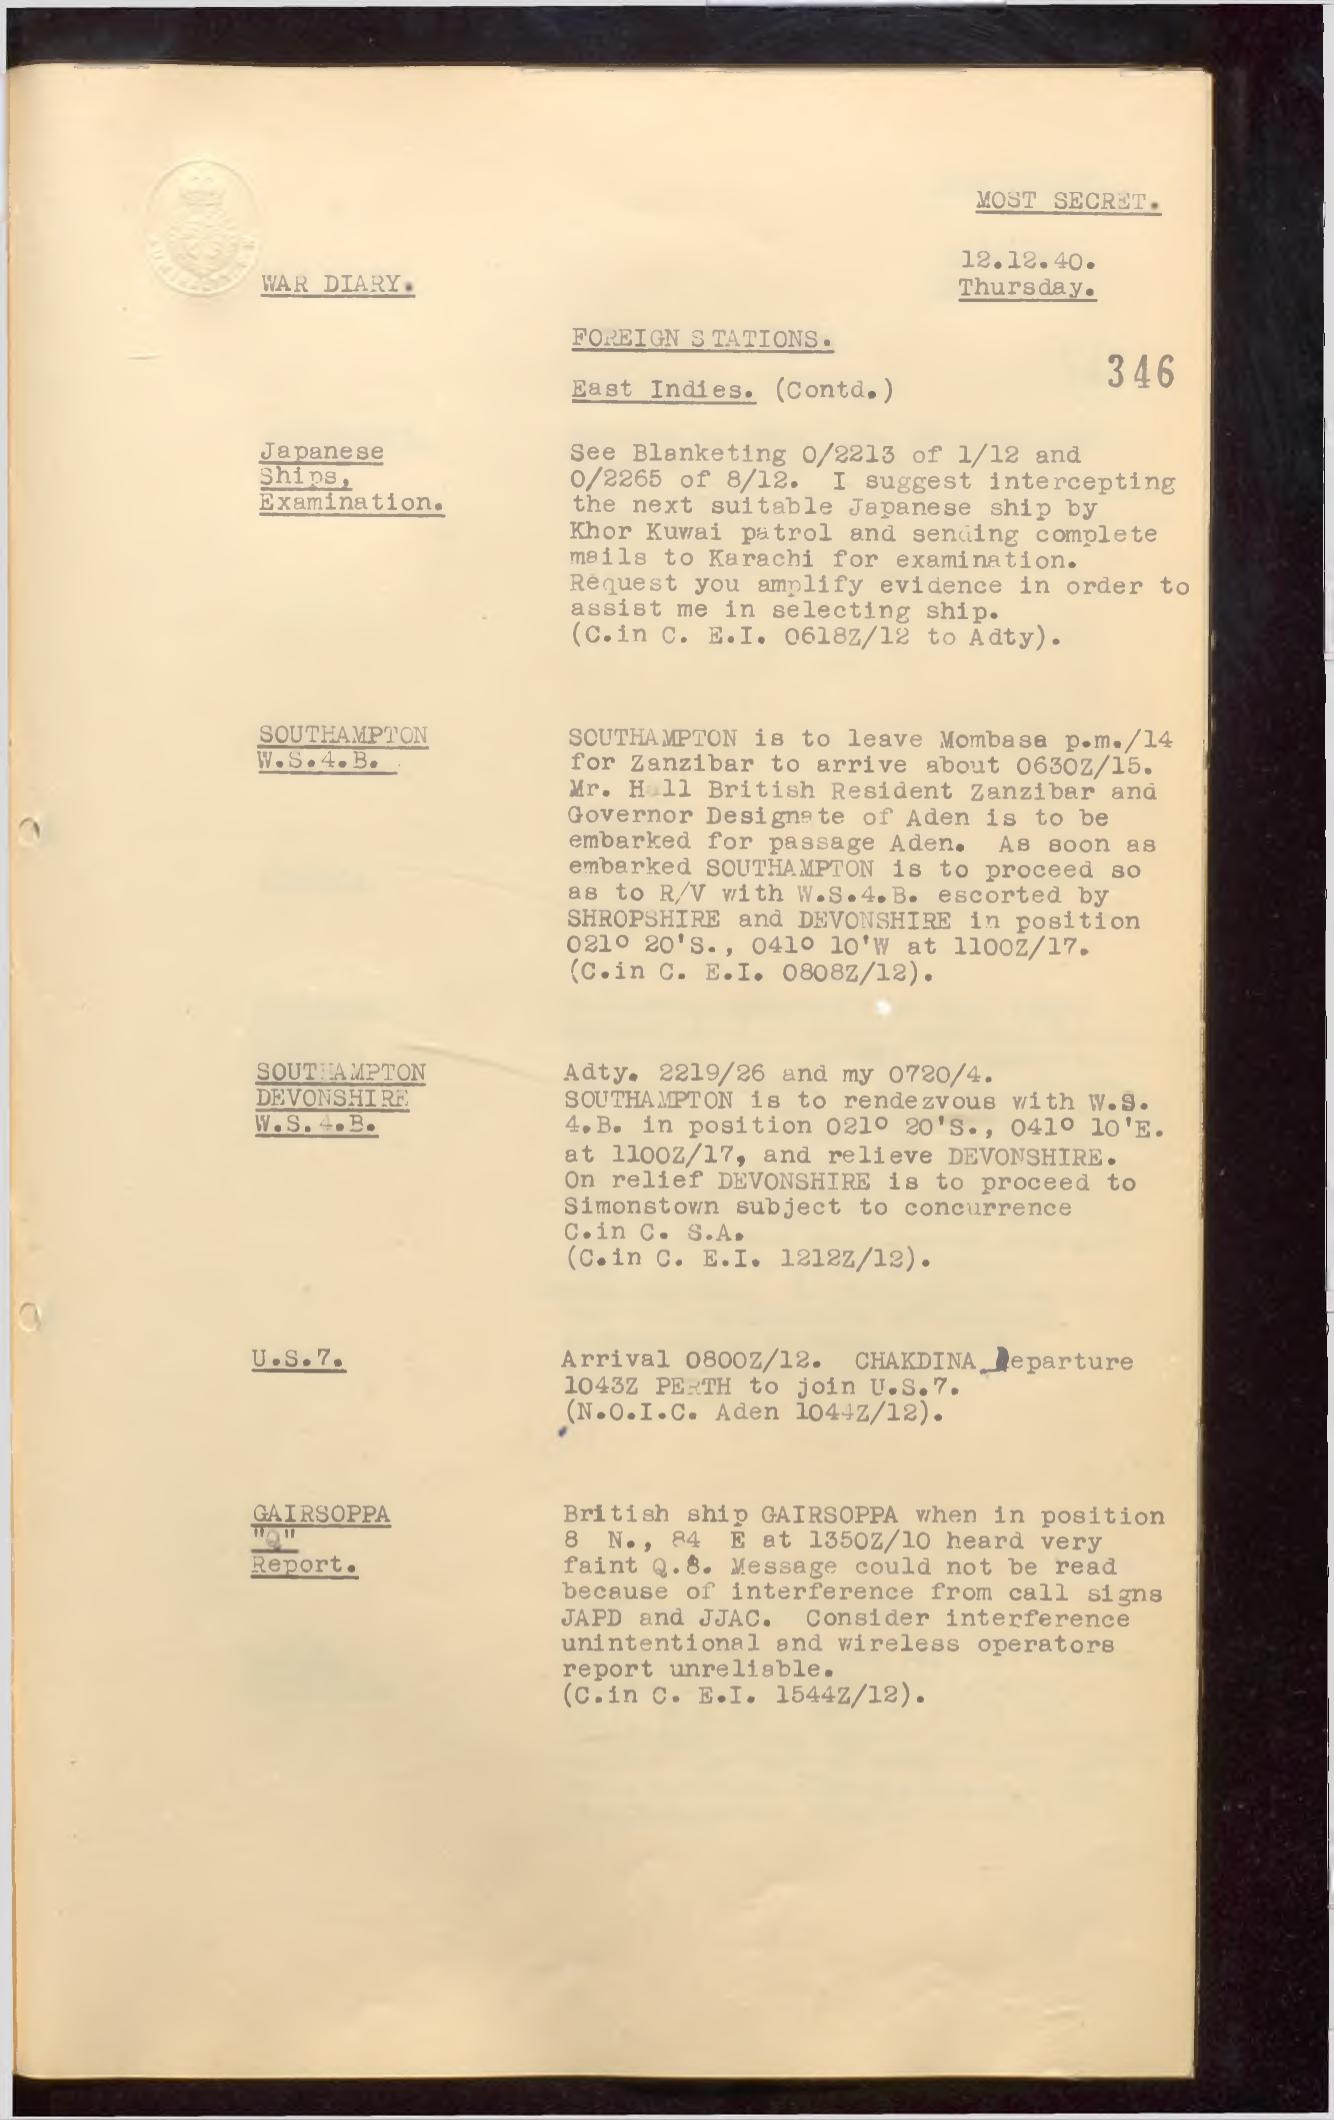 MOST SECRET.
12.12.40.
Thursday.
WAR DIARY.
FOREIGN STATIONS.
346
East Indies. (Contd.)
Japanese
Ships,
Examination.
See Blanketing 0/2213 of 1/12 and
0/2265 of 8/12. I suggest intercepting
the next suitable Japanese ship by
Khor Kuwai patrol and sending complete
mails to Karachi for examination.
Request you amplify evidence in order to
assist me in selecting ship.
(C.in C. E.I. 0618Z/12 to Adty).
SOUTHAMPTON
W.S.4.B.
SOUTHAMPTON is to leave Mombasa p.m./14
for Zanzibar to arrive about 0630Z/15.
Mr. Hall British Resident Zanzibar and
Governor Designate of Aden is to be
embarked for passage Aden. As soon as
embarked SOUTHAMPTON is to proceed so
as to R/V with W.S.4.B. escorted by
SHROPSHIRE and DEVONSHIRE in position
021º 20'S., 041º 10'W at 1100Z/17.
(C.in C. E.I. 0808Z/12).
SOUTHAMPTON
DEVONSHIRE
W.S.4.B.
Adty. 2219/26 and my 0720/4.
SOUTHAMPTON is to rendezvous with W.S.
4.B. in position 021º 20'S., 041º 10'E.
at 1100Z/17, and relieve DEVONSHIRE.
On relief DEVONSHIRE is to proceed to
Simonstown subject to concurrence
C.in C. S.A.
(C.in C. E.I. 1212Z/12).
U.S.7.
Arrival 0800Z/12. CHAKDINA Departure
1043Z PERTH to join U.S.7.
(N.O.I.C. Aden 1044Z/12).
GAIRSOPPA
"Q"
Report.
British ship GAIRSOPPA when in position
8 N., 84 E at 1350Z/10 heard very
faint Q.8. Message could not be read
because of interference from call signs
JAPD and JJAC. Consider interference
unintentional and wireless operators
report unreliable.
(C.in C. E.I. 1544Z/12).